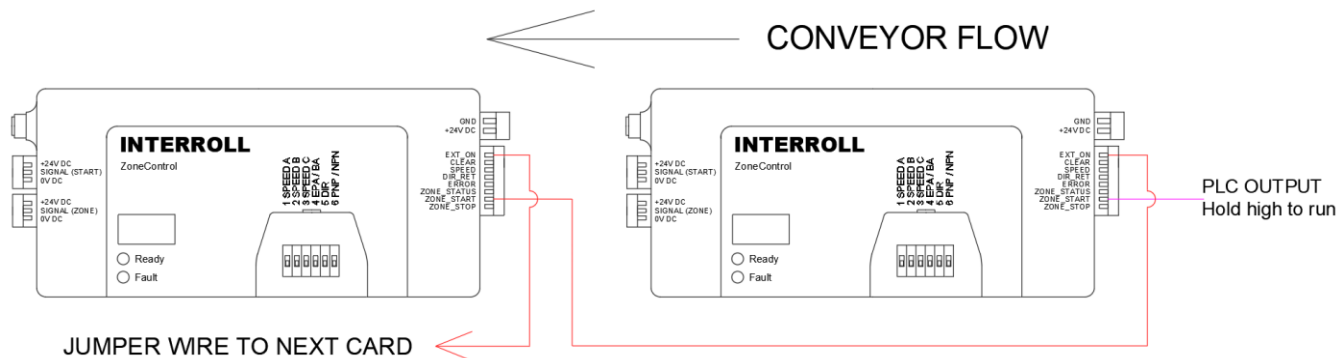 CONVEYOR FLOW
INTERROLL
ZoneControl
+24V DC
SIGNAL (START)
0V DC
+24V DC
SIGNAL (ZONE)
0V DC
Ready
Fault
1 SPEED A
2 SPEED B
3 SPEED C
4 EPA / BA
5 DIR
6 PNP / NPN
GND
+24V DC
EXT_ON
CLEAR
SPEED
DIR_RET
ERROR
ZONE_STATUS
ZONE_START
ZONE_STOP
INTERROLL
ZoneControl
+24V DC
SIGNAL (START)
0V DC
+24V DC
SIGNAL (ZONE)
0V DC
Ready
Fault
1 SPEED A
2 SPEED B
3 SPEED C
4 EPA / BA
5 DIR
6 PNP / NPN
GND
+24V DC
EXT_ON
CLEAR
SPEED
DIR_RET
ERROR
ZONE_STATUS
ZONE_START
ZONE_STOP
PLC OUTPUT
Hold high to run
JUMPER WIRE TO NEXT CARD